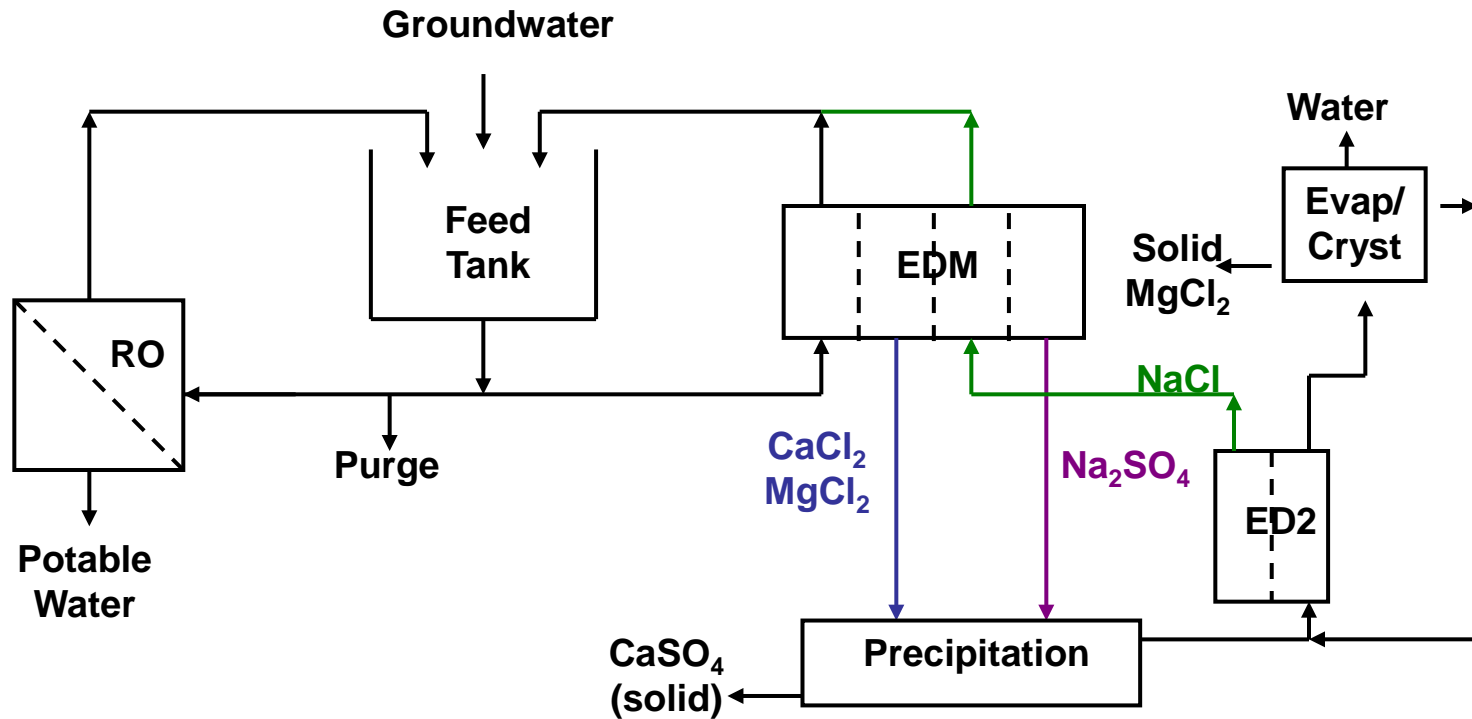 Groundwater
Water
Feed
Tank
EDM
Evap/
Cryst
Solid
MgCl₂
RO
NaCl
Purge
CaCl₂
MgCl₂
Na₂SO₄
ED2
Potable
Water
Precipitation
CaSO₄
(solid)